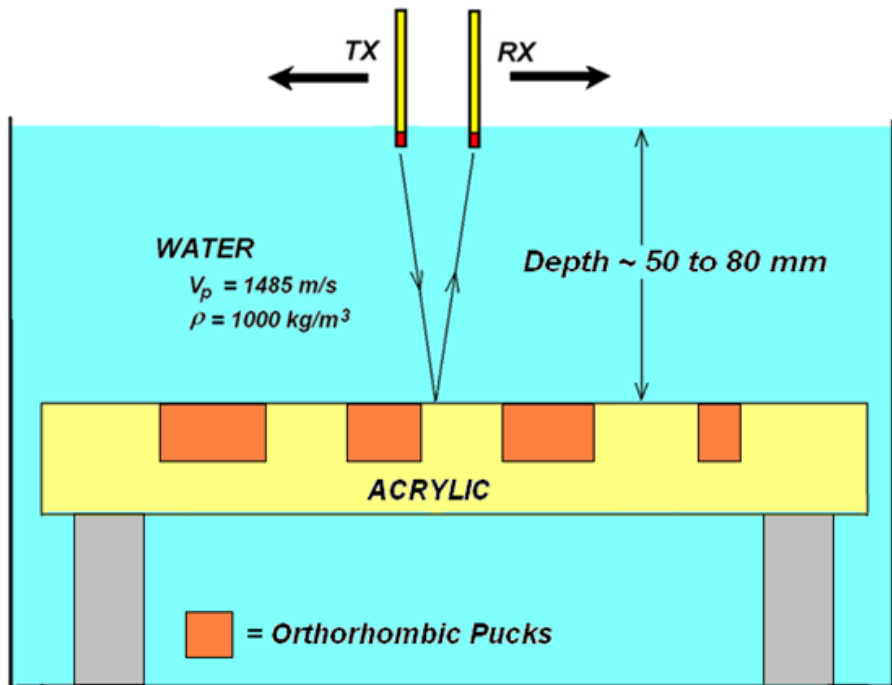 TX
RX
WATER
Vp = 1485 m/s
ρ = 1000 kg/m³
Depth ~ 50 to 80 mm
ACRYLIC
= Orthorhombic Pucks